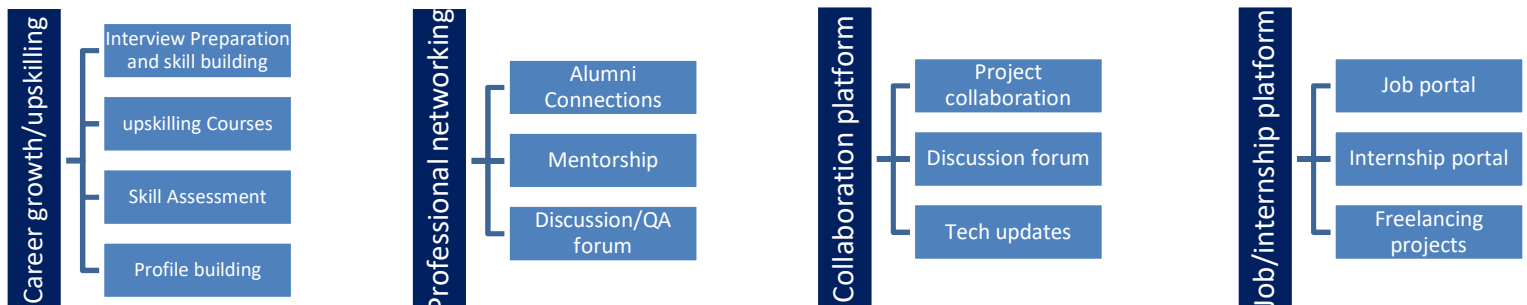 Career growth/upskilling
Interview Preparation
and skill building
upskilling Courses
Skill Assessment
Profile building
Professional networking
Alumni
Connections
Mentorship
Discussion/QA
forum
Collaboration platform
Project
collaboration
Discussion forum
Tech updates
Job/internship platform
Job portal
Internship portal
Freelancing
projects